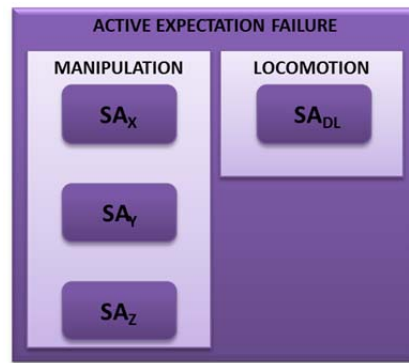 ACTIVE EXPECTATION FAILURE
MANIPULATION
SAX
SAY
SAZ
LOCOMOTION
SADL